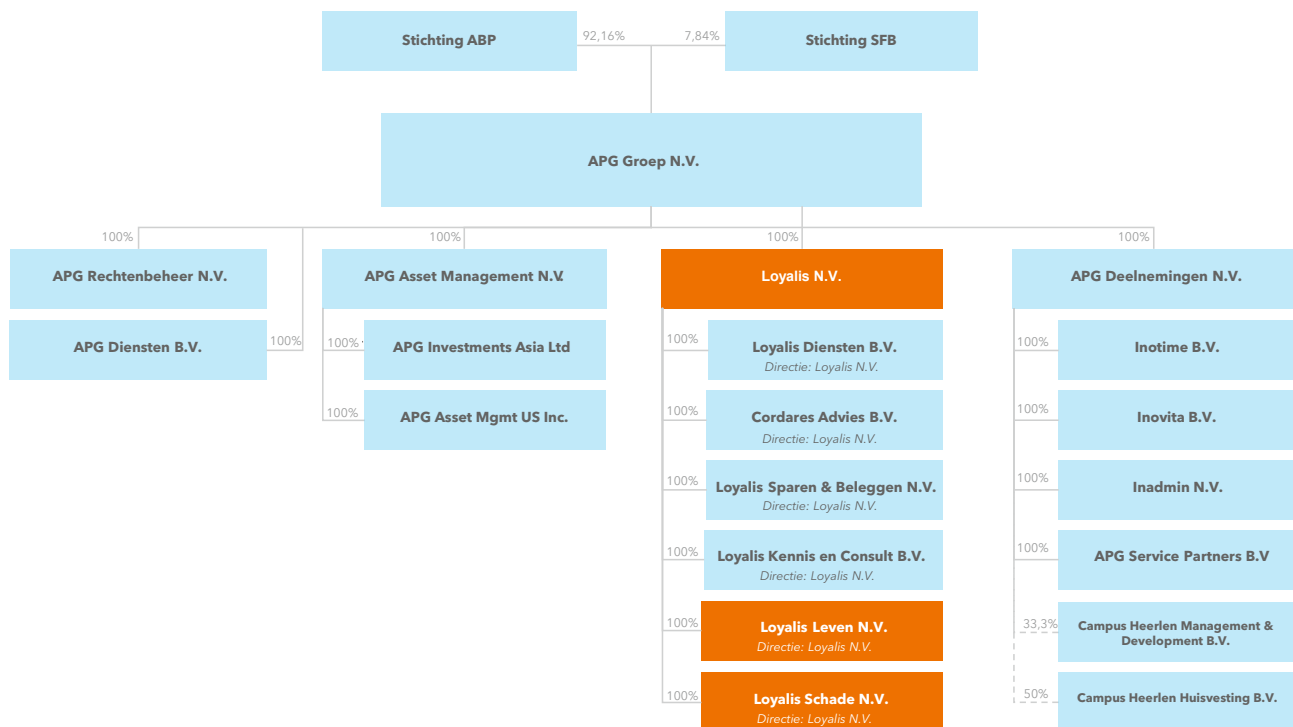 Stichting ABP
92,16%
7,84%
Stichting SFB
APG Groep N.V.
100%
100%
100%
100%
APG Rechtenbeheer N.V.
APG Asset Management N.V.
Loyalis N.V.
APG Deelnemingen N.V.
APG Diensten B.V.
100%
100%
APG Investments Asia Ltd
100%
APG Asset Mgmt US Inc.
100%
Loyalis Diensten B.V.
Directie: Loyalis N.V.
100%
Cordares Advies B.V.
Directie: Loyalis N.V.
100%
Loyalis Sparen & Beleggen N.V.
Directie: Loyalis N.V.
100%
Loyalis Kennis en Consult B.V.
Directie: Loyalis N.V.
100%
Loyalis Leven N.V.
Directie: Loyalis N.V.
100%
Loyalis Schade N.V.
Directie: Loyalis N.V.
100%
Inotime B.V.
100%
Inovita B.V.
100%
Inadmin N.V.
100%
APG Service Partners B.V
33,3%
Campus Heerlen Management &
Development B.V.
50%
Campus Heerlen Huisvesting B.V.